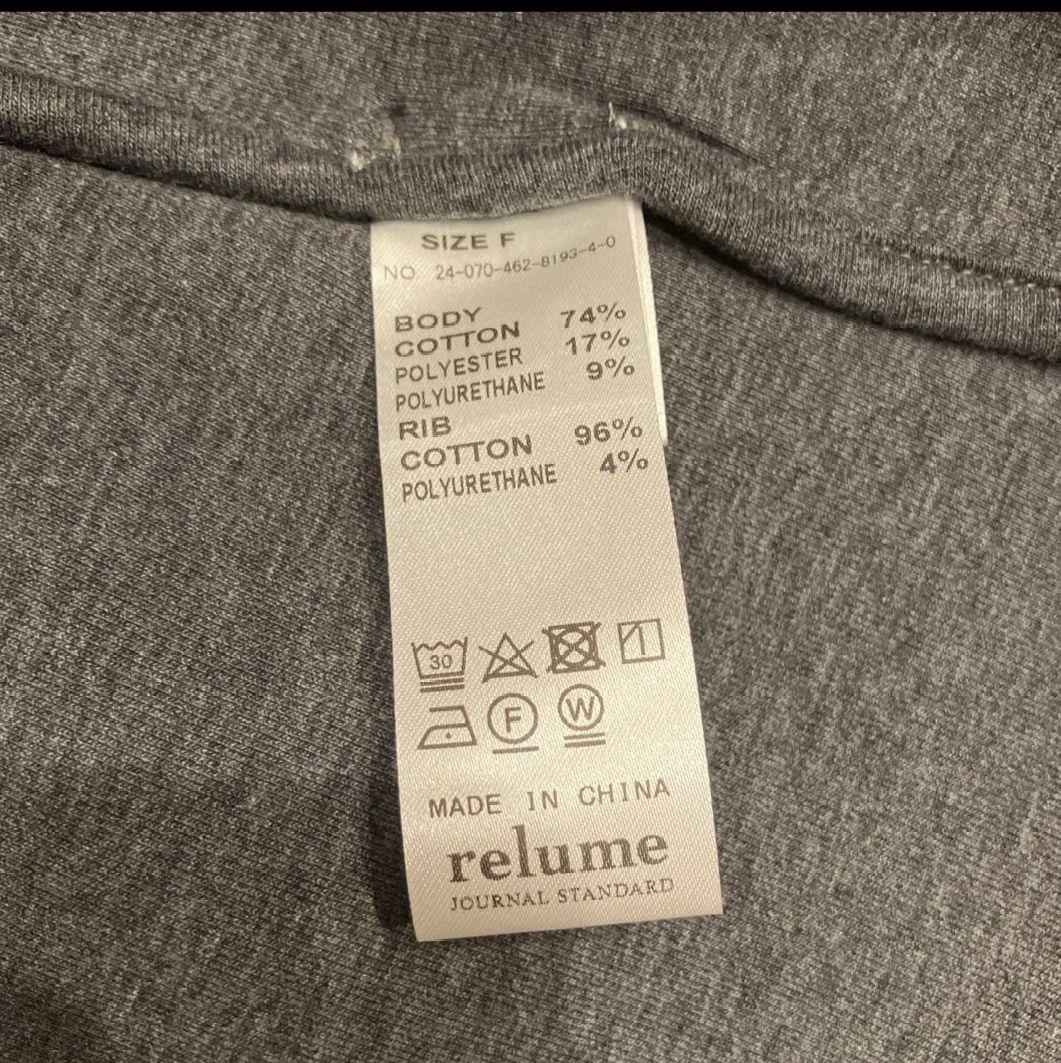 SIZE F
NO 24-070-462-8193-4-0
BODY
COTTON 74%
POLYESTER 17%
POLYURETHANE 9%
RIB
COTTON 96%
POLYURETHANE 4%
30
F W
MADE IN CHINA
relume
JOURNAL STANDARD